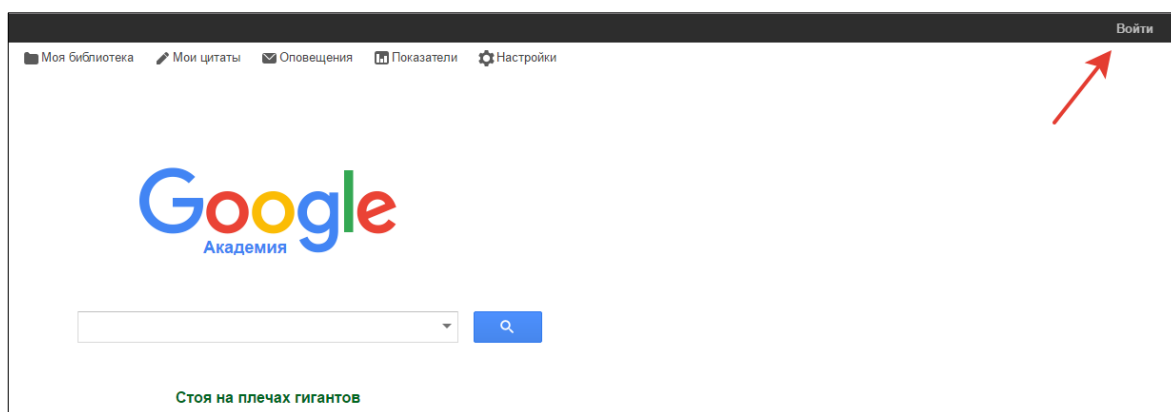 Войти
Моя библиотека Мои цитаты Оповещения Показатели Настройки
Google
Академия
Стоя на плечах гигантов